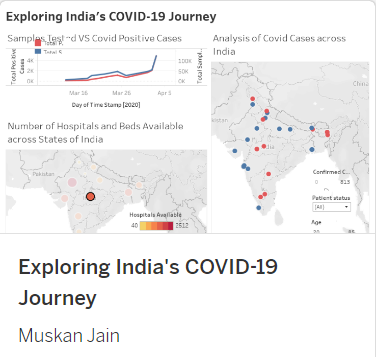 Exploring India's COVID-19 Journey
Samples Tested VS Covid Positive Cases
Total P..
Total S..
Total Positive Cases
4K
2K
0K
100K
50K
0K
Total Sampl..
Mar 16
Mar 26
Apr 5
Day of Time Stamp [2020]
Number of Hospitals and Beds Available
across States of India
Pakistan
Hospitals Available
40
2512
Analysis of Covid Cases across
India
China
Confirmed C...
0
813
Patient status
(All)
Age
Exploring India's COVID-19
Journey
Muskan Jain